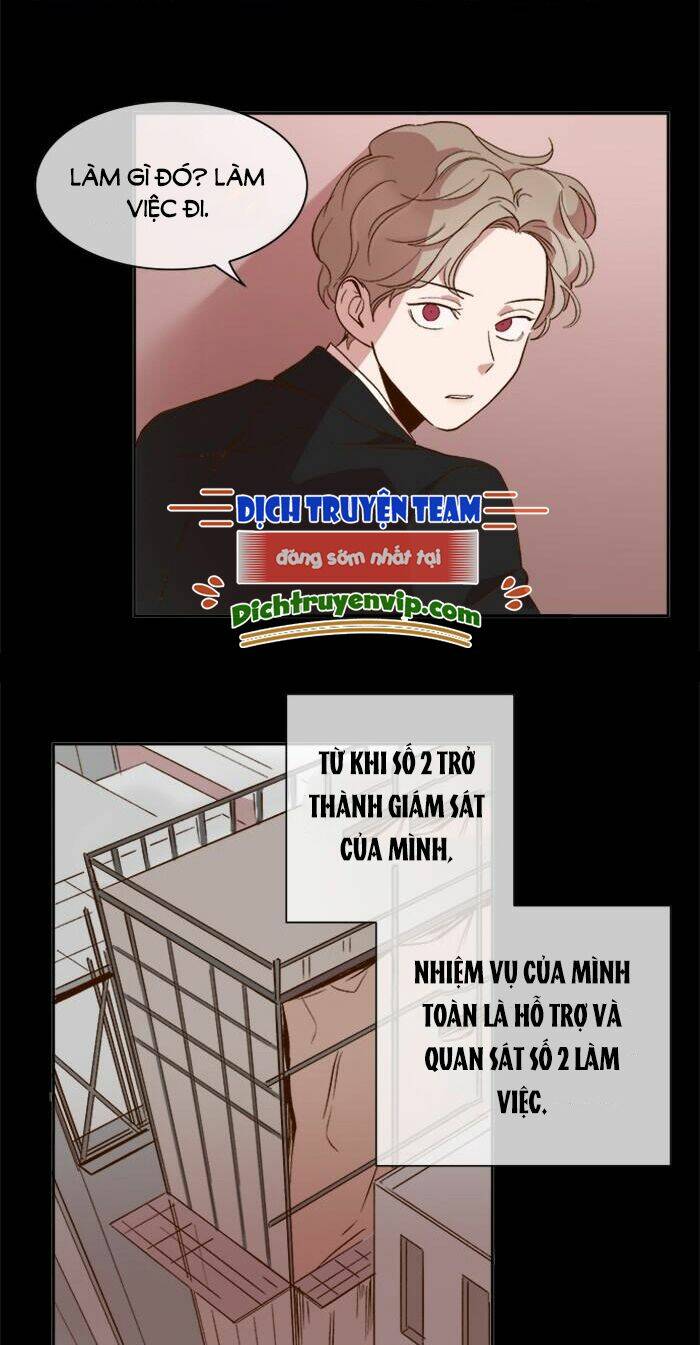 LÀM GÌ ĐÓ? LÀM
VIỆC ĐI.
DỊCH TRUYỆN TEAM
đăng sớm nhất tại
Dichtruyenvip.com
TỪ KHI SỐ 2 TRỞ
THÀNH GIÁM SÁT
CỦA MÌNH,
NHIỆM VỤ CỦA MÌNH
TOÀN LÀ HỖ TRỢ VÀ
QUAN SÁT SỐ 2 LÀM
VIỆC.